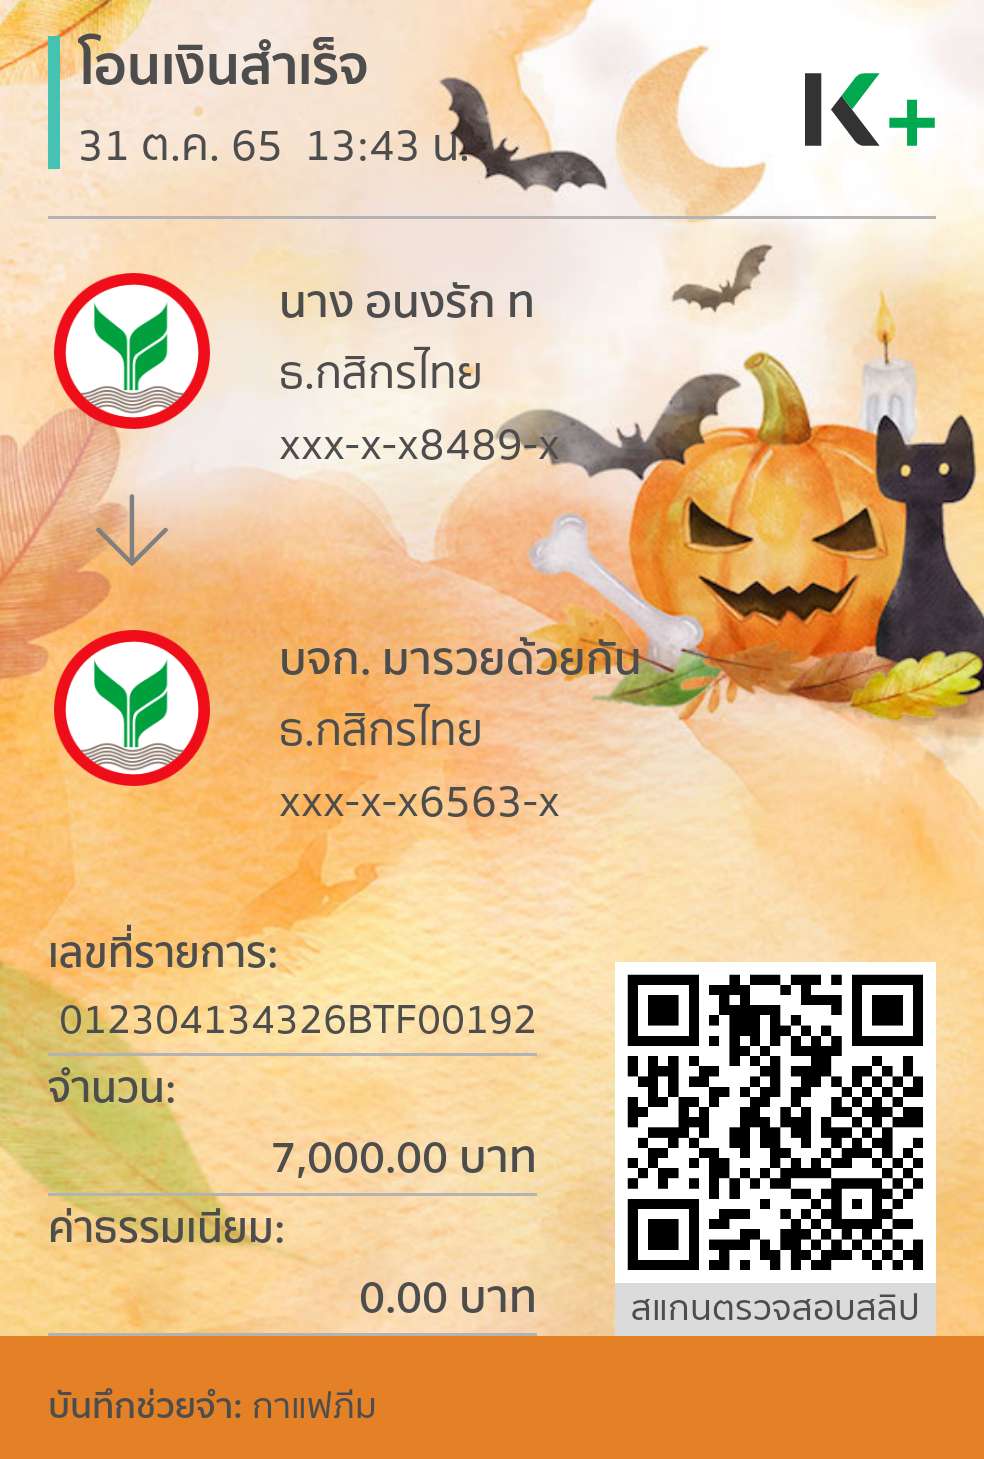 โอนเงินสำเร็จ
31 ต.ค. 65 13:43 น.
K+
นาง อนงรัก ท
ธ.กสิกรไทย
xxx-x-x8489-x
บจก. มารวยด้วยกัน
ธ.กสิกรไทย
xxx-x-x6563-x
เลขที่รายการ:
012304134326BTF00192
จำนวน:
7,000.00 บาท
ค่าธรรมเนียม:
0.00 บาท
สแกนตรวจสอบสลิป
บันทึกช่วยจำ: กาแฟภีม